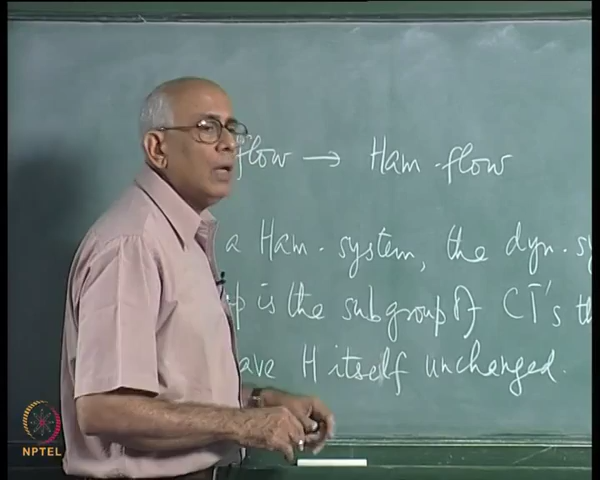 flow → Ham. flow
a Ham. system, the dyn. sy
p is the subgroup of CT's th
ave H itself unchanged.
NPTEL